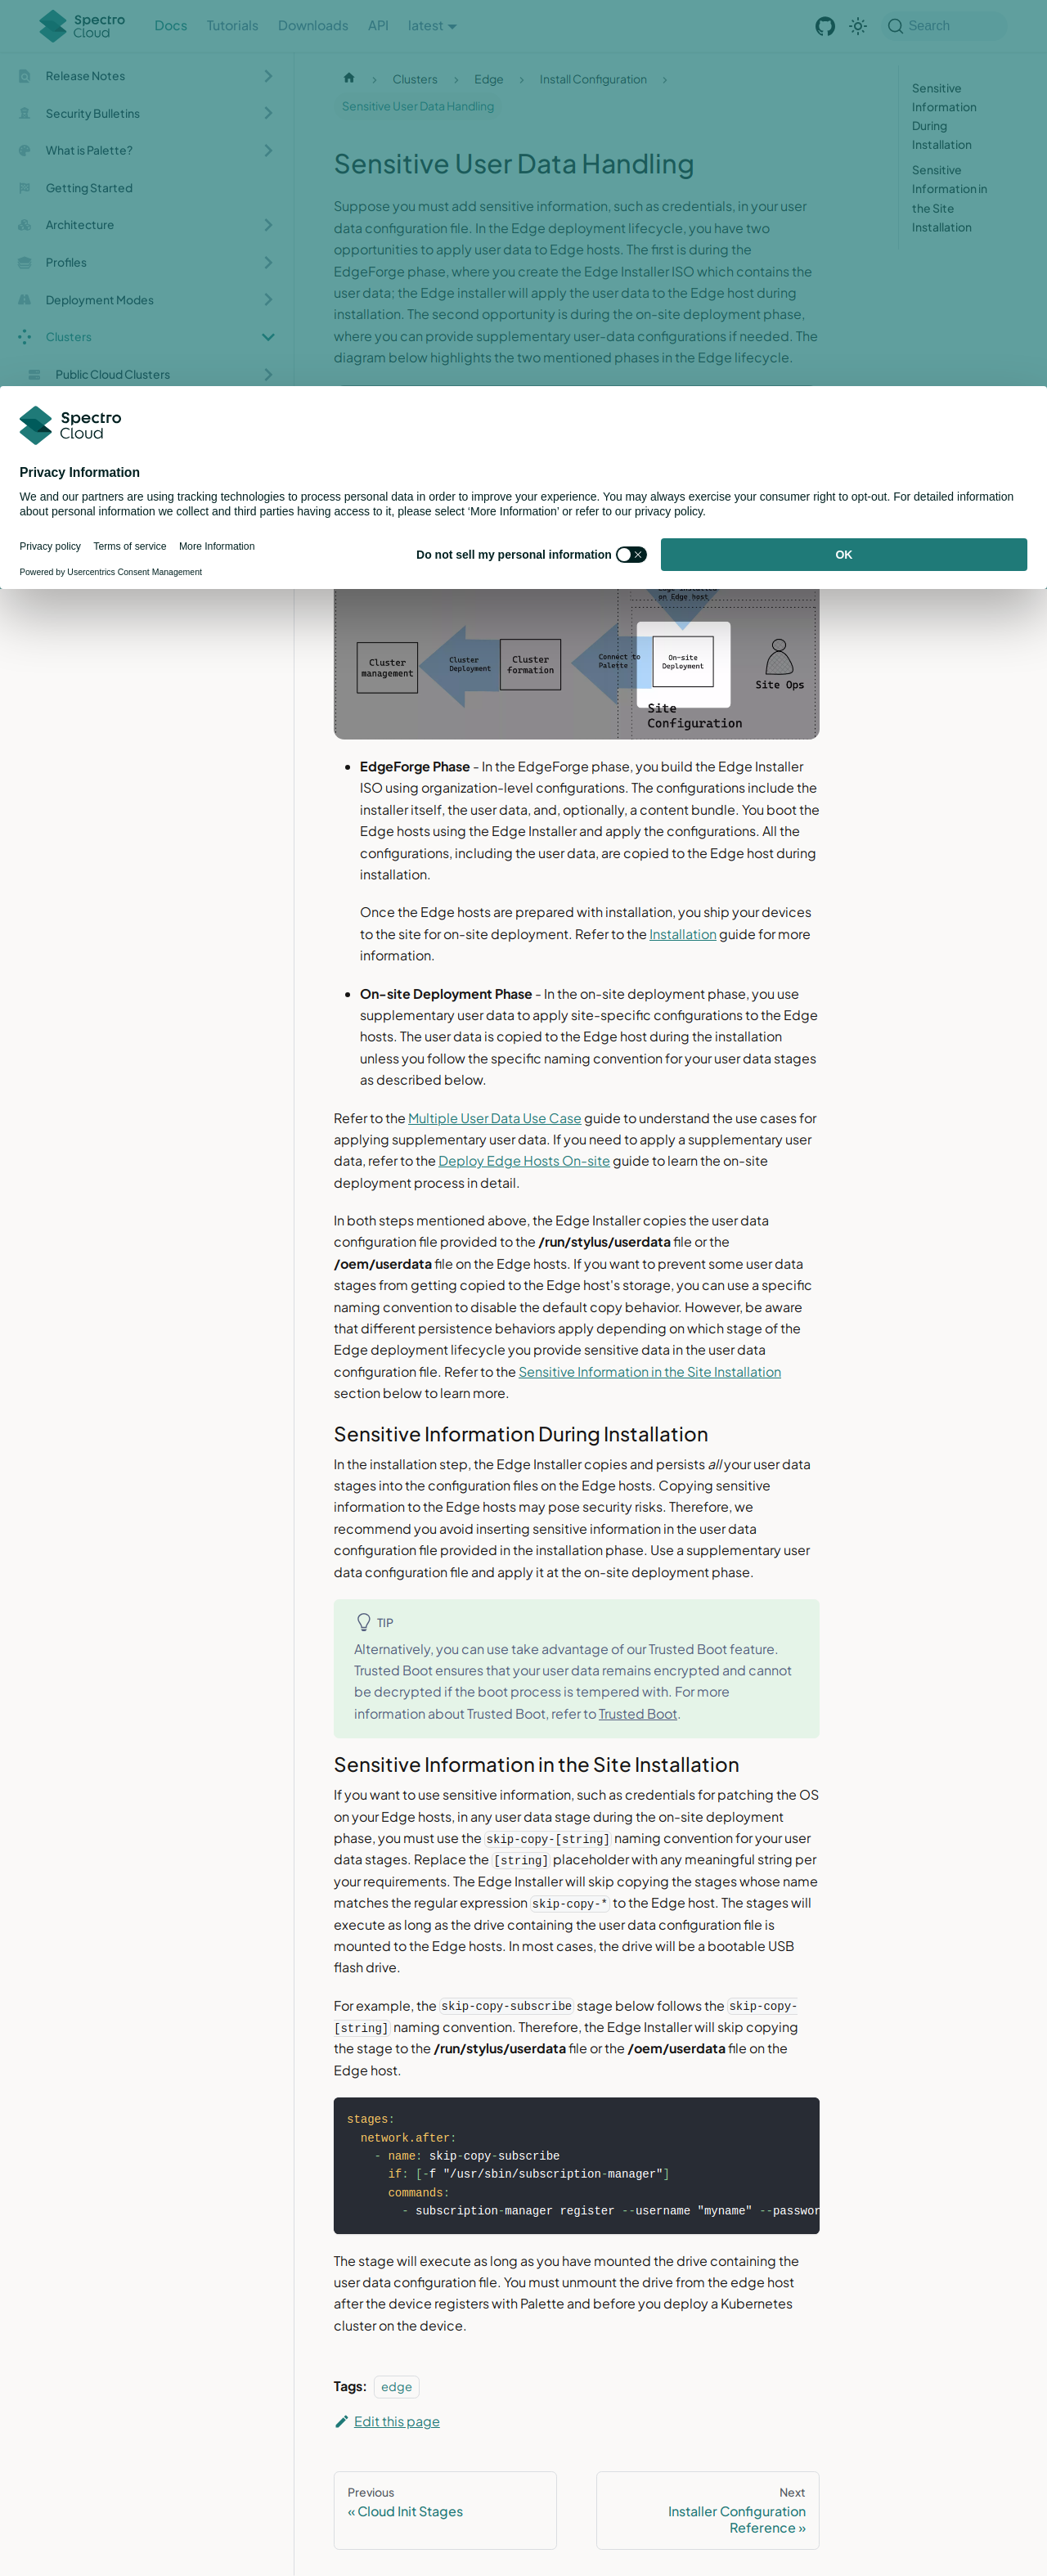 Spectro Cloud
Docs
Tutorials
Downloads
API
latest
Search
Release Notes
Security Bulletins
What is Palette?
Getting Started
Architecture
Profiles
Deployment Modes
Clusters
Public Cloud Clusters
Clusters
Edge
Install Configuration
Sensitive User Data Handling
Sensitive
Information
During
Installation
Sensitive
Information in
the Site
Installation
Sensitive User Data Handling
Suppose you must add sensitive information, such as credentials, in your user
data configuration file. In the Edge deployment lifecycle, you have two
opportunities to apply user data to Edge hosts. The first is during the
EdgeForge phase, where you create the Edge Installer ISO which contains the
user data; the Edge installer will apply the user data to the Edge host during
installation. The second opportunity is during the on-site deployment phase,
where you can provide supplementary user-data configurations if needed. The
diagram below highlights the two mentioned phases in the Edge lifecycle.
Spectro
Cloud
Privacy Information
We and our partners are using tracking technologies to process personal data in order to improve your experience. You may always exercise your consumer right to opt-out. For detailed information
about personal information we collect and third parties having access to it, please select ‘More Information’ or refer to our privacy policy.
Privacy policy
Terms of service
More Information
Do not sell my personal information
OK
Powered by Usercentrics Consent Management
on Edge host
Cluster
management
Cluster
Deployment
Cluster
formation
Connect to
Palette
On-site
Deployment
Site Ops
Site
Configuration
EdgeForge Phase - In the EdgeForge phase, you build the Edge Installer
ISO using organization-level configurations. The configurations include the
installer itself, the user data, and, optionally, a content bundle. You boot the
Edge hosts using the Edge Installer and apply the configurations. All the
configurations, including the user data, are copied to the Edge host during
installation.
Once the Edge hosts are prepared with installation, you ship your devices
to the site for on-site deployment. Refer to the Installation guide for more
information.
On-site Deployment Phase - In the on-site deployment phase, you use
supplementary user data to apply site-specific configurations to the Edge
hosts. The user data is copied to the Edge host during the installation
unless you follow the specific naming convention for your user data stages
as described below.
Refer to the Multiple User Data Use Case guide to understand the use cases for
applying supplementary user data. If you need to apply a supplementary user
data, refer to the Deploy Edge Hosts On-site guide to learn the on-site
deployment process in detail.
In both steps mentioned above, the Edge Installer copies the user data
configuration file provided to the /run/stylus/userdata file or the
/oem/userdata file on the Edge hosts. If you want to prevent some user data
stages from getting copied to the Edge host's storage, you can use a specific
naming convention to disable the default copy behavior. However, be aware
that different persistence behaviors apply depending on which stage of the
Edge deployment lifecycle you provide sensitive data in the user data
configuration file. Refer to the Sensitive Information in the Site Installation
section below to learn more.
Sensitive Information During Installation
In the installation step, the Edge Installer copies and persists all your user data
stages into the configuration files on the Edge hosts. Copying sensitive
information to the Edge hosts may pose security risks. Therefore, we
recommend you avoid inserting sensitive information in the user data
configuration file provided in the installation phase. Use a supplementary user
data configuration file and apply it at the on-site deployment phase.
TIP
Alternatively, you can use take advantage of our Trusted Boot feature.
Trusted Boot ensures that your user data remains encrypted and cannot
be decrypted if the boot process is tempered with. For more
information about Trusted Boot, refer to Trusted Boot.
Sensitive Information in the Site Installation
If you want to use sensitive information, such as credentials for patching the OS
on your Edge hosts, in any user data stage during the on-site deployment
phase, you must use the skip-copy-[string] naming convention for your user
data stages. Replace the [string] placeholder with any meaningful string per
your requirements. The Edge Installer will skip copying the stages whose name
matches the regular expression skip-copy-* to the Edge host. The stages will
execute as long as the drive containing the user data configuration file is
mounted to the Edge hosts. In most cases, the drive will be a bootable USB
flash drive.
For example, the skip-copy-subscribe stage below follows the skip-copy-
[string] naming convention. Therefore, the Edge Installer will skip copying
the stage to the /run/stylus/userdata file or the /oem/userdata file on the
Edge host.
stages:
network.after:
- name: skip-copy-subscribe
if: [-f "/usr/sbin/subscription-manager"]
commands:
- subscription-manager register --username "myname" --passwor
The stage will execute as long as you have mounted the drive containing the
user data configuration file. You must unmount the drive from the edge host
after the device registers with Palette and before you deploy a Kubernetes
cluster on the device.
Tags: edge
Edit this page
Previous
« Cloud Init Stages
Next
Installer Configuration
Reference »